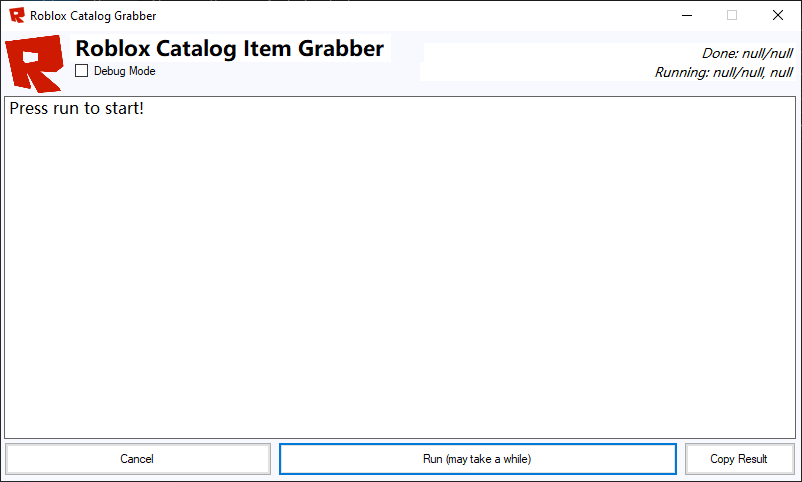 Roblox Catalog Grabber
Roblox Catalog Item Grabber
Debug Mode
Done: null/null
Running: null/null, null
Press run to start!
Cancel
Run (may take a while)
Copy Result